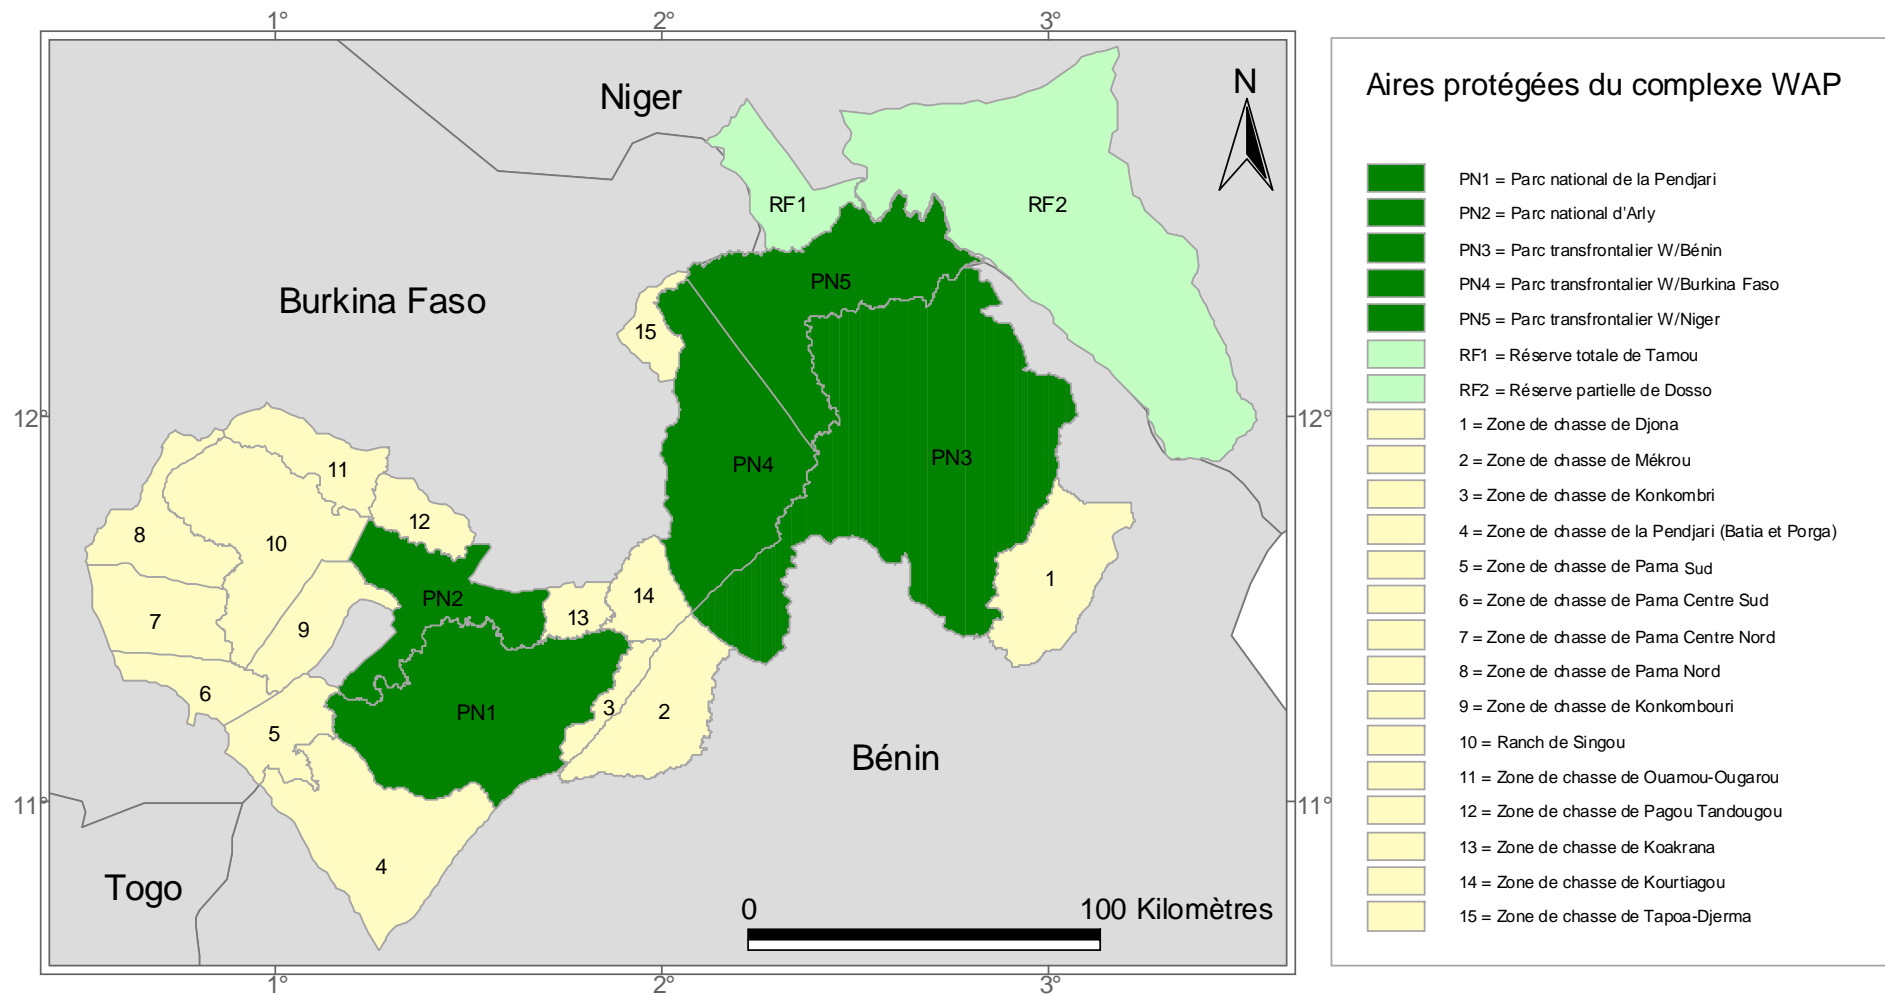 1° 2° 3°
Niger
N
RF1
RF2
PN5
Burkina Faso
15
12° 12°
PN4
PN3
11
12
8
10
14
1
PN2
13
7
9
6
3
PN1
2
5
Bénin
11° 11°
4
Togo
0 100 Kilomètres
1° 2° 3°
Aires protégées du complexe WAP
PN1 = Parc national de la Pendjari
PN2 = Parc national d'Arly
PN3 = Parc transfrontalier W/Bénin
PN4 = Parc transfrontalier W/Burkina Faso
PN5 = Parc transfrontalier W/Niger
RF1 = Réserve totale de Tamou
RF2 = Réserve partielle de Dosso
1 = Zone de chasse de Djona
2 = Zone de chasse de Mékrou
3 = Zone de chasse de Konkombri
4 = Zone de chasse de la Pendjari (Batia et Porga)
5 = Zone de chasse de Pama Sud
6 = Zone de chasse de Pama Centre Sud
7 = Zone de chasse de Pama Centre Nord
8 = Zone de chasse de Pama Nord
9 = Zone de chasse de Konkombouri
10 = Ranch de Singou
11 = Zone de chasse de Ouamou-Ougarou
12 = Zone de chasse de Pagou Tandougou
13 = Zone de chasse de Koakrana
14 = Zone de chasse de Kourtiagou
15 = Zone de chasse de Tapoa-Djerma